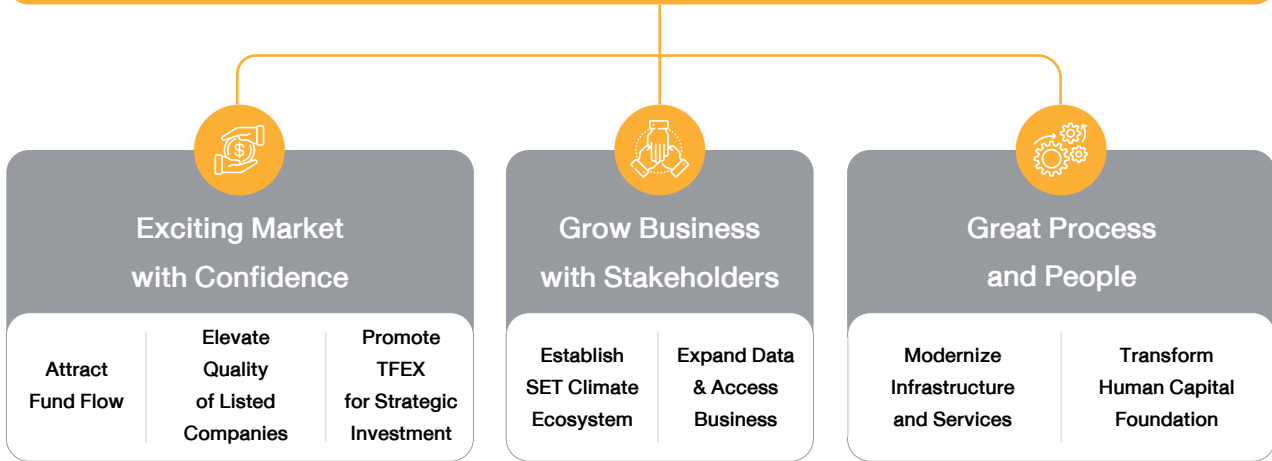 Exciting Market
with Confidence
Attract
Fund Flow
Elevate
Quality
of Listed
Companies
Promote
TFEX
for Strategic
Investment
Grow Business
with Stakeholders
Establish
SET Climate
Ecosystem
Expand Data
& Access
Business
Great Process
and People
Modernize
Infrastructure
and Services
Transform
Human Capital
Foundation